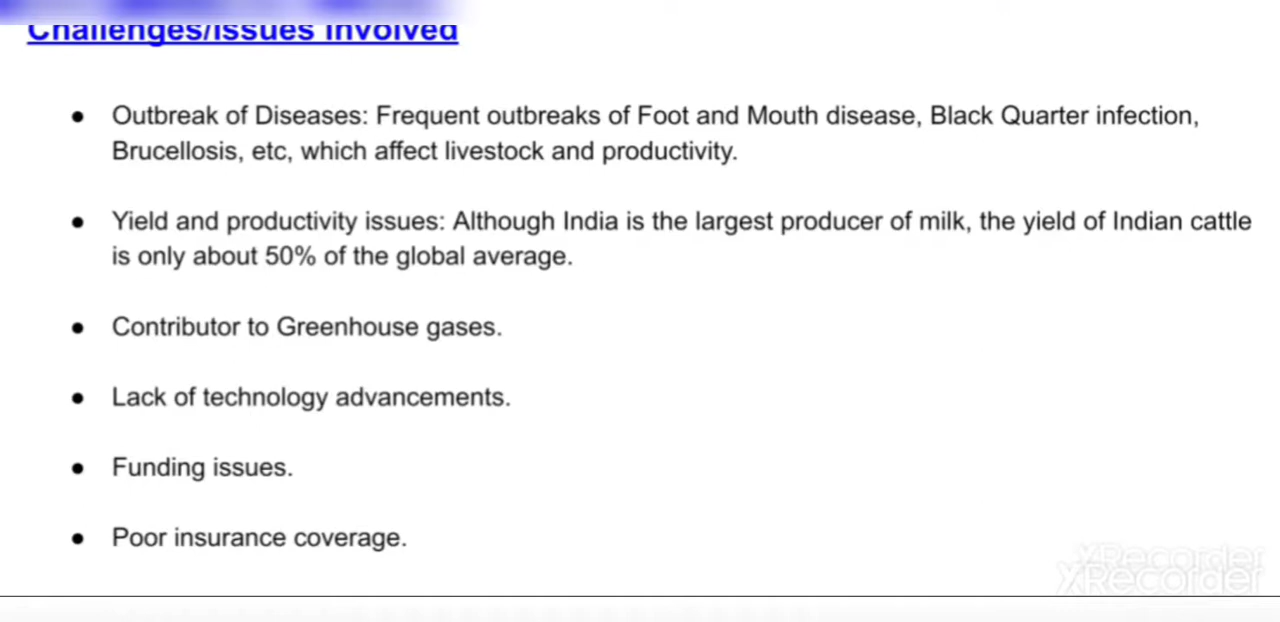 Challenges/Issues involved
● Outbreak of Diseases: Frequent outbreaks of Foot and Mouth disease, Black Quarter infection,
Brucellosis, etc, which affect livestock and productivity.
● Yield and productivity issues: Although India is the largest producer of milk, the yield of Indian cattle
is only about 50% of the global average.
● Contributor to Greenhouse gases.
● Lack of technology advancements.
● Funding issues.
● Poor insurance coverage.
XRecorder
XRecorder